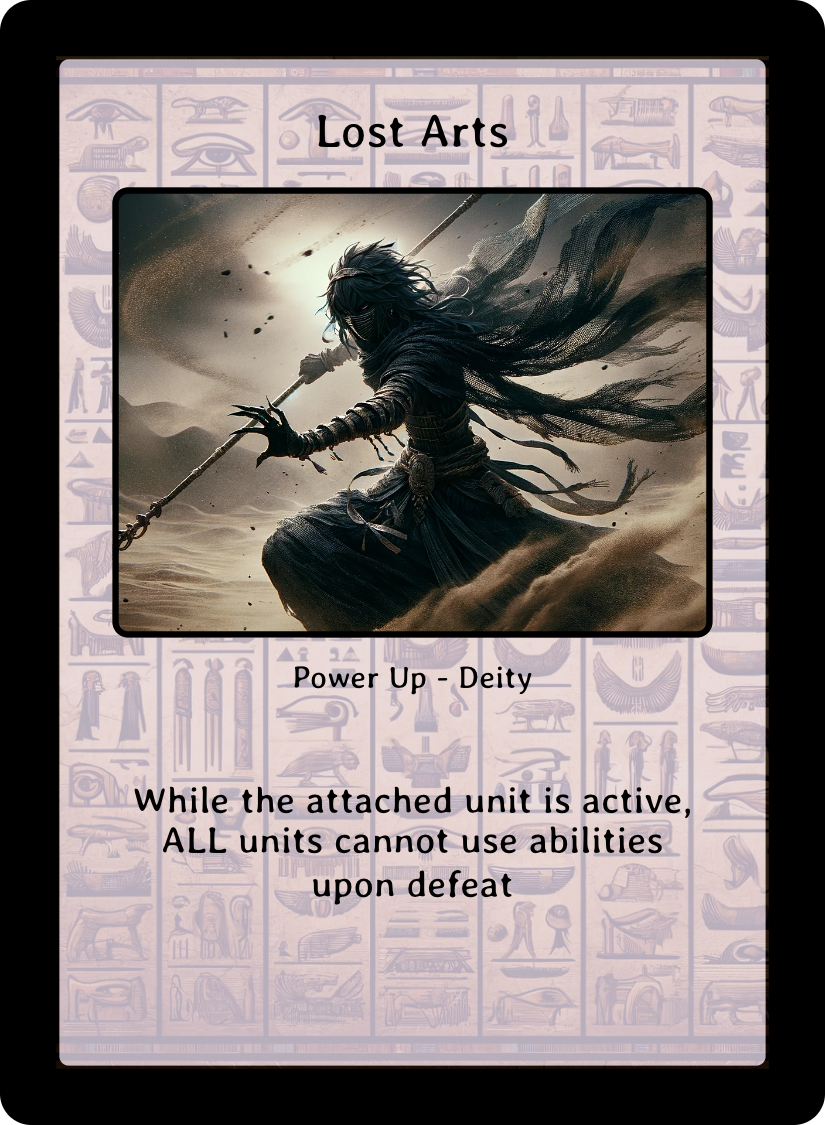 Lost Arts
Power Up - Deity
While the attached unit is active,
ALL units cannot use abilities
upon defeat